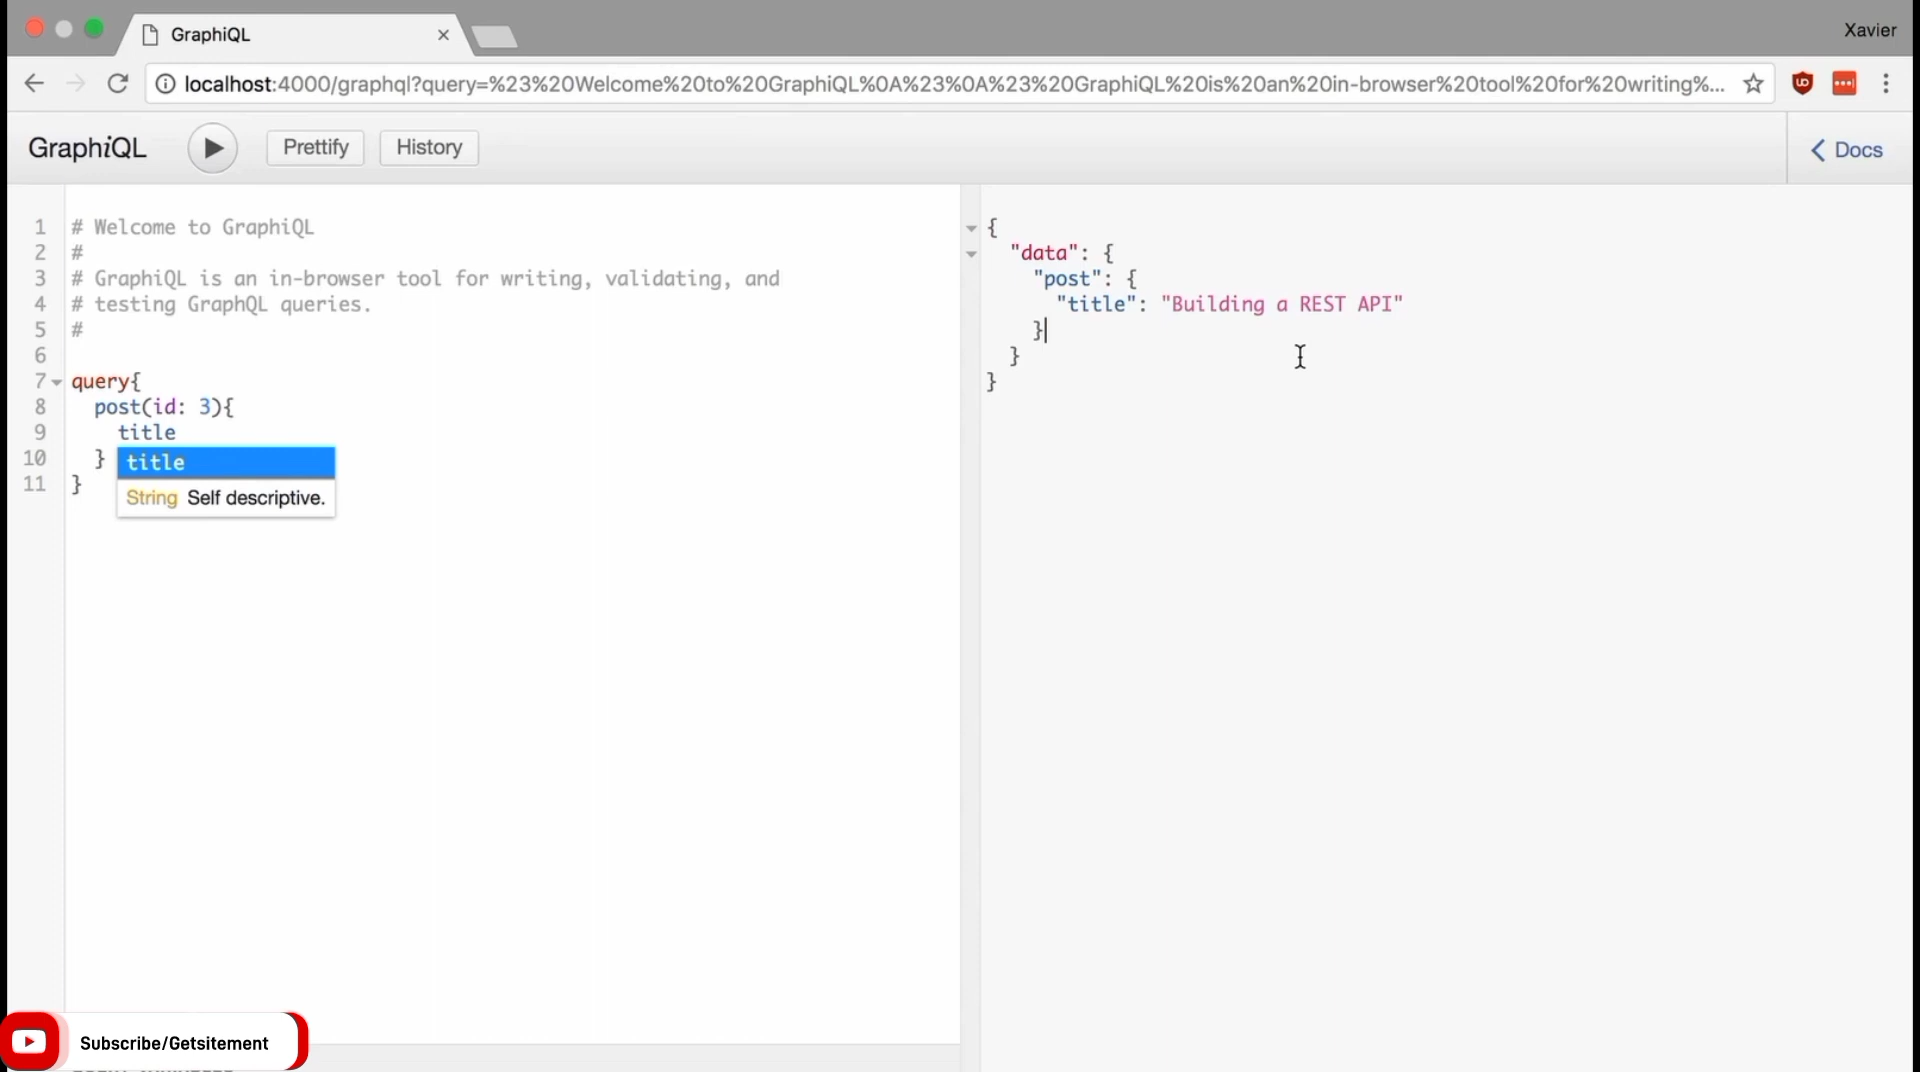 GraphiQL
Xavier
localhost:4000/graphql?query=%23%20Welcome%20to%20GraphiQL%0A%23%0A%23%20GraphiQL%20is%20an%20in-browser%20tool%20for%20writing%...
GraphiQL
Prettify
History
Docs
1 # Welcome to GraphiQL
2 #
3 # GraphiQL is an in-browser tool for writing, validating, and
4 # testing GraphQL queries.
5 #
6
7 query{
8 post(id: 3){
9 title
10 }
11 }
title
String Self descriptive.
{
"data": {
"post": {
"title": "Building a REST API"
}
}
}
Subscribe/Getsitement